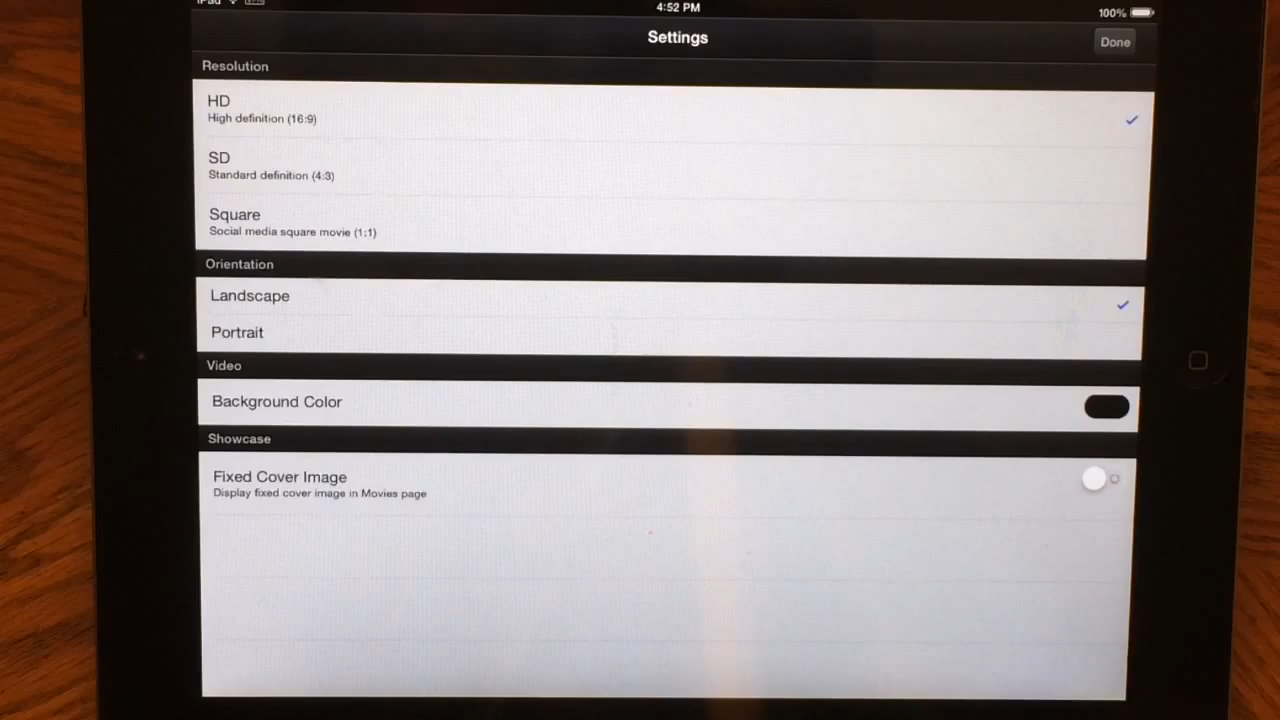 iPad
4:52 PM
100%
Settings
Done
Resolution
HD
High definition (16:9)
SD
Standard definition (4:3)
Square
Social media square movie (1:1)
Orientation
Landscape
Portrait
Video
Background Color
Showcase
Fixed Cover Image
Display fixed cover image in Movies page